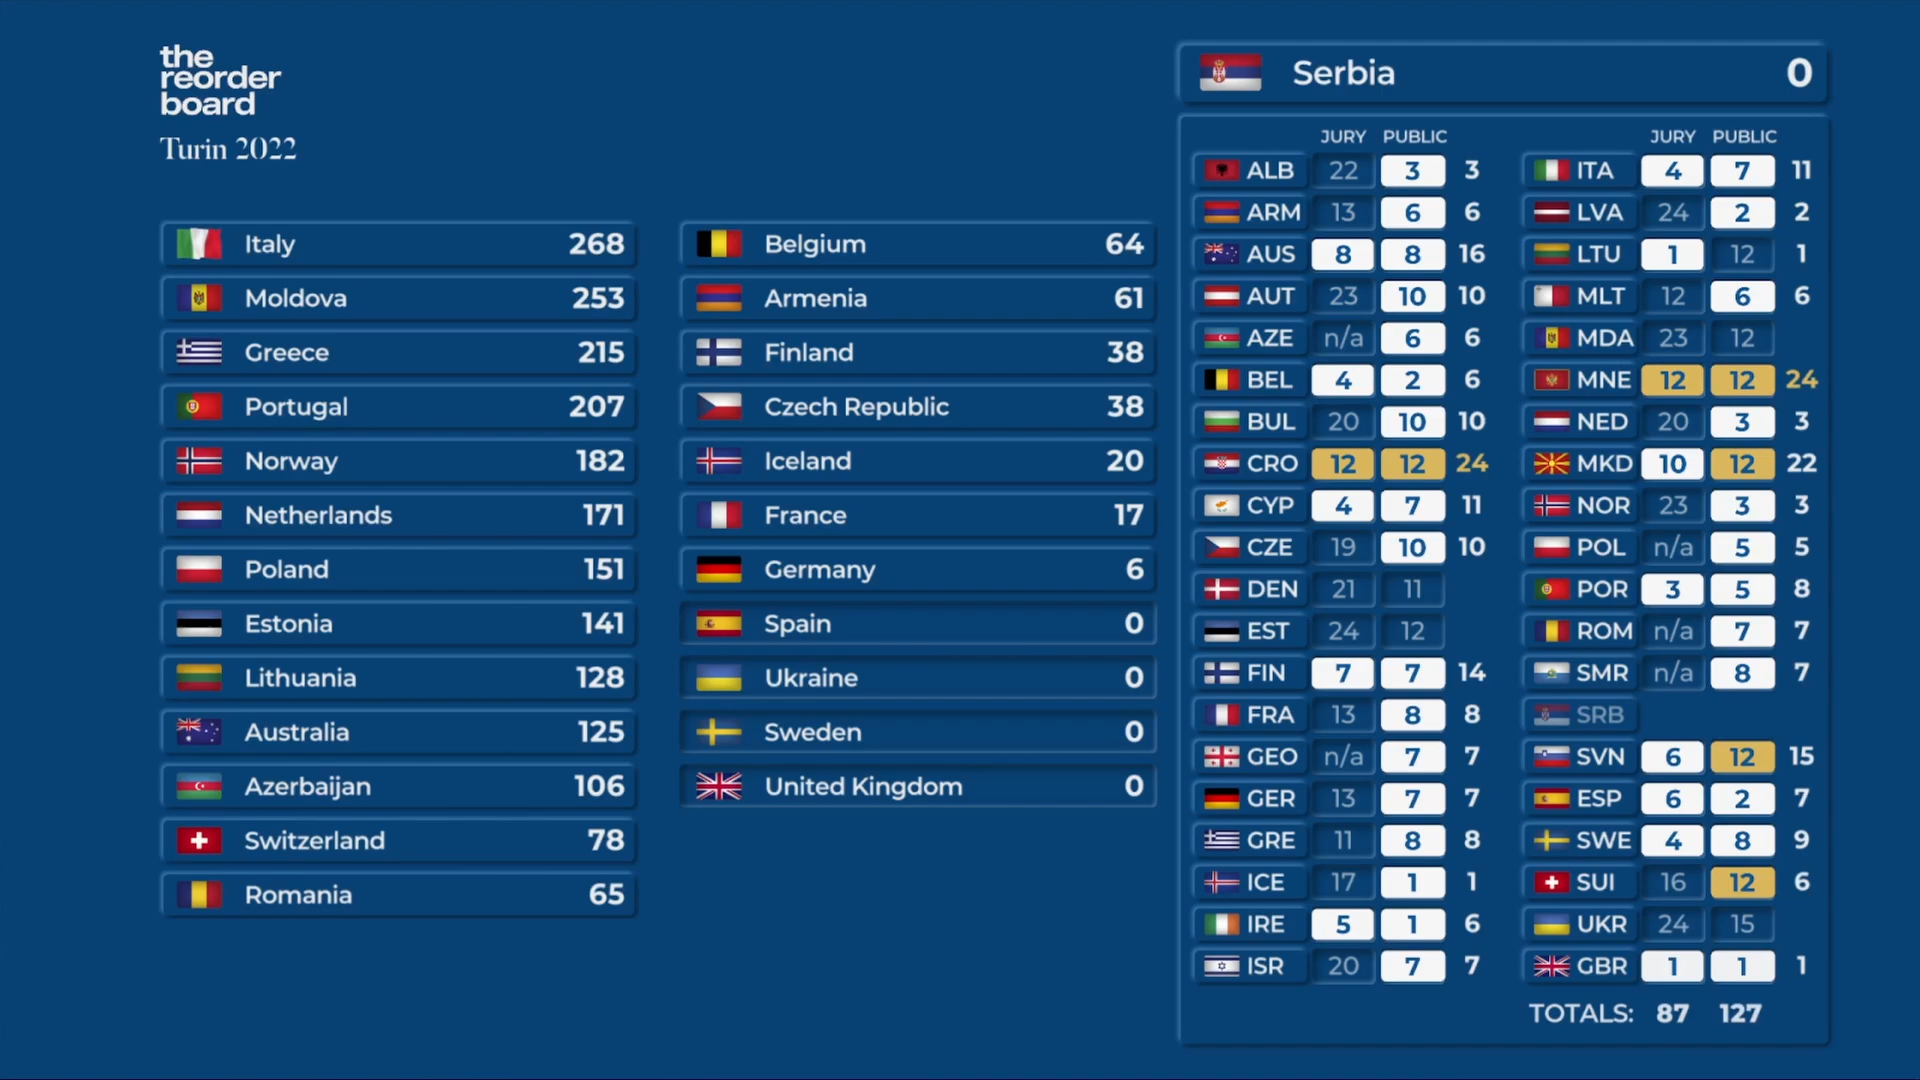 the
reorder
board
Turin 2022
Italy 268
Moldova 253
Greece 215
Portugal 207
Norway 182
Netherlands 171
Poland 151
Estonia 141
Lithuania 128
Australia 125
Azerbaijan 106
Switzerland 78
Romania 65
Belgium 64
Armenia 61
Finland 38
Czech Republic 38
Iceland 20
France 17
Germany 6
Spain 0
Ukraine 0
Sweden 0
United Kingdom 0
Serbia 0
JURY PUBLIC
ALB 22 3 3
ARM 13 6 6
AUS 8 8 16
AUT 23 10 10
AZE n/a 6 6
BEL 4 2 6
BUL 20 10 10
CRO 12 12 24
CYP 4 7 11
CZE 19 10 10
DEN 21 11
EST 24 12
FIN 7 7 14
FRA 13 8 8
GEO n/a 7 7
GER 13 7 7
GRE 11 8 8
ICE 17 1 1
IRE 5 1 6
ISR 20 7 7
JURY PUBLIC
ITA 4 7 11
LVA 24 2 2
LTU 1 12 1
MLT 12 6 6
MDA 23 12
MNE 12 12 24
NED 20 3 3
MKD 10 12 22
NOR 23 3 3
POL n/a 5 5
POR 3 5 8
ROM n/a 7 7
SMR n/a 8 7
SRB
SVN 6 12 15
ESP 6 2 7
SWE 4 8 9
SUI 16 12 6
UKR 24 15
GBR 1 1 1
TOTALS: 87 127